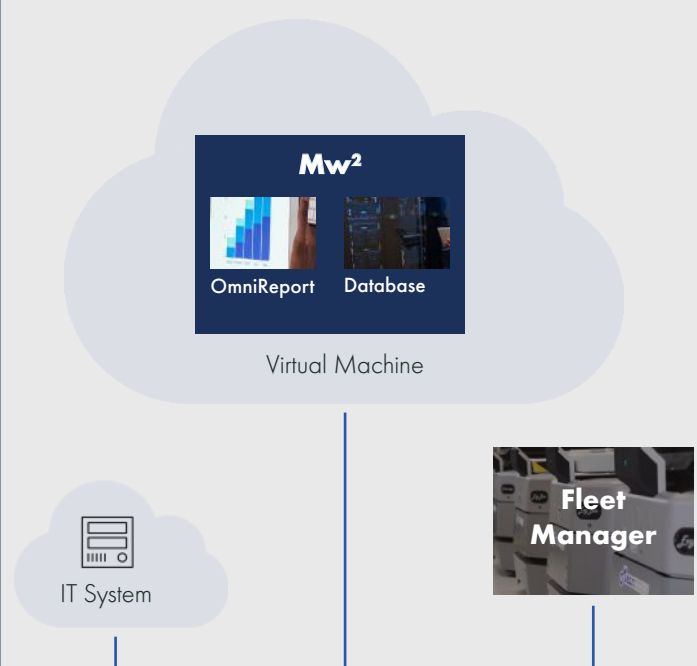 Mw²
OmniReport Database
Virtual Machine
Fleet
Manager
IT System